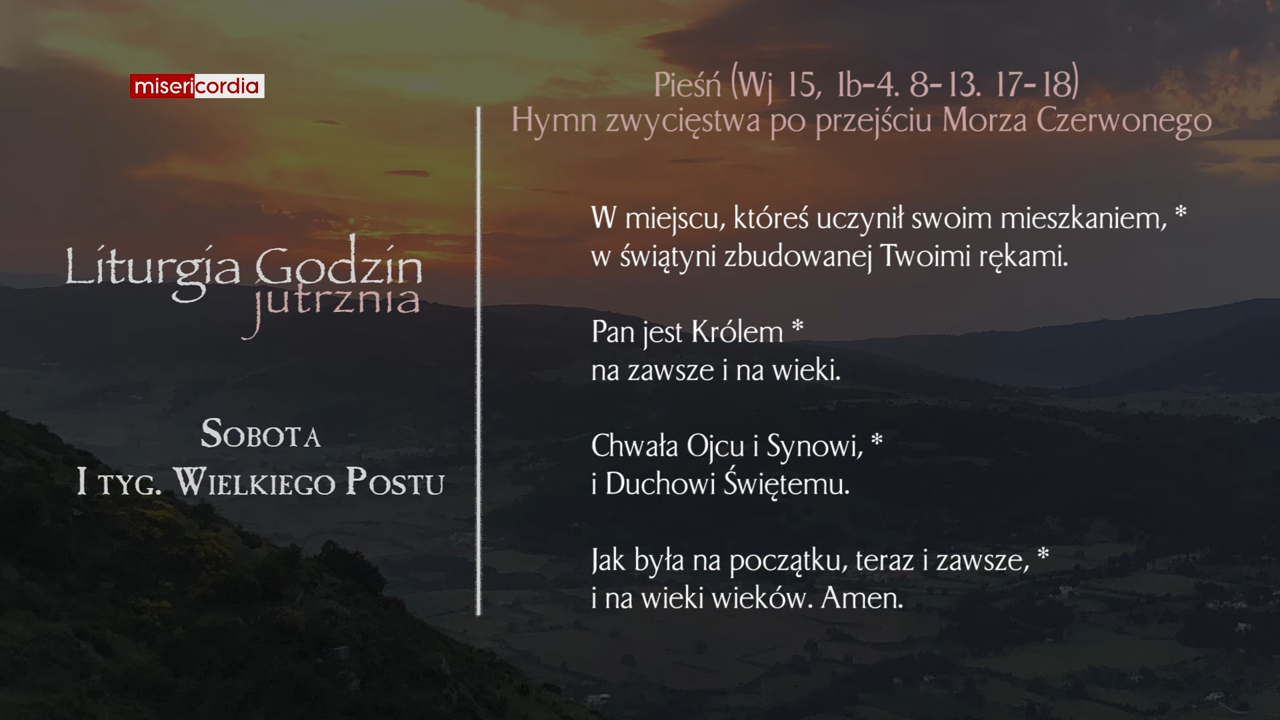 misericordia
Liturgia Godzin
jutrznia
Sobota
I tyg. Wielkiego Postu
Pieśń (Wj 15, 1b-4. 8-13. 17-18)
Hymn zwycięstwa po przejściu Morza Czerwonego
W miejscu, któreś uczynił swoim mieszkaniem, *
w świątyni zbudowanej Twoimi rękami.
Pan jest Królem *
na zawsze i na wieki.
Chwała Ojcu i Synowi, *
i Duchowi Świętemu.
Jak była na początku, teraz i zawsze, *
i na wieki wieków. Amen.